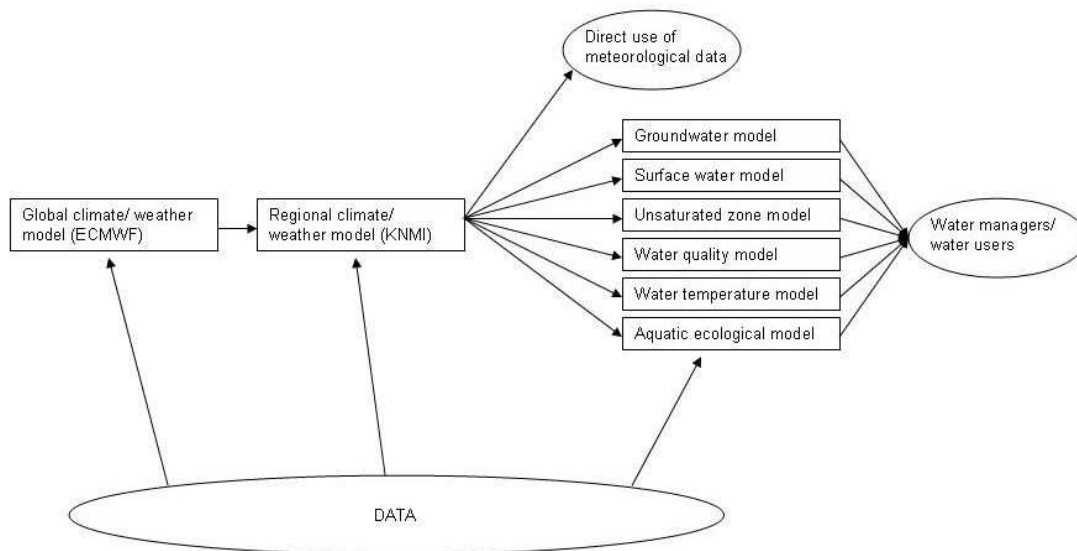 Direct use of
meteorological data
Groundwater model
Surface water model
Global climate/ weather
model (ECMWF)
Regional climate/
weather model (KNMI)
Unsaturated zone model
Water managers/
water users
Water quality model
Water temperature model
Aquatic ecological model
DATA